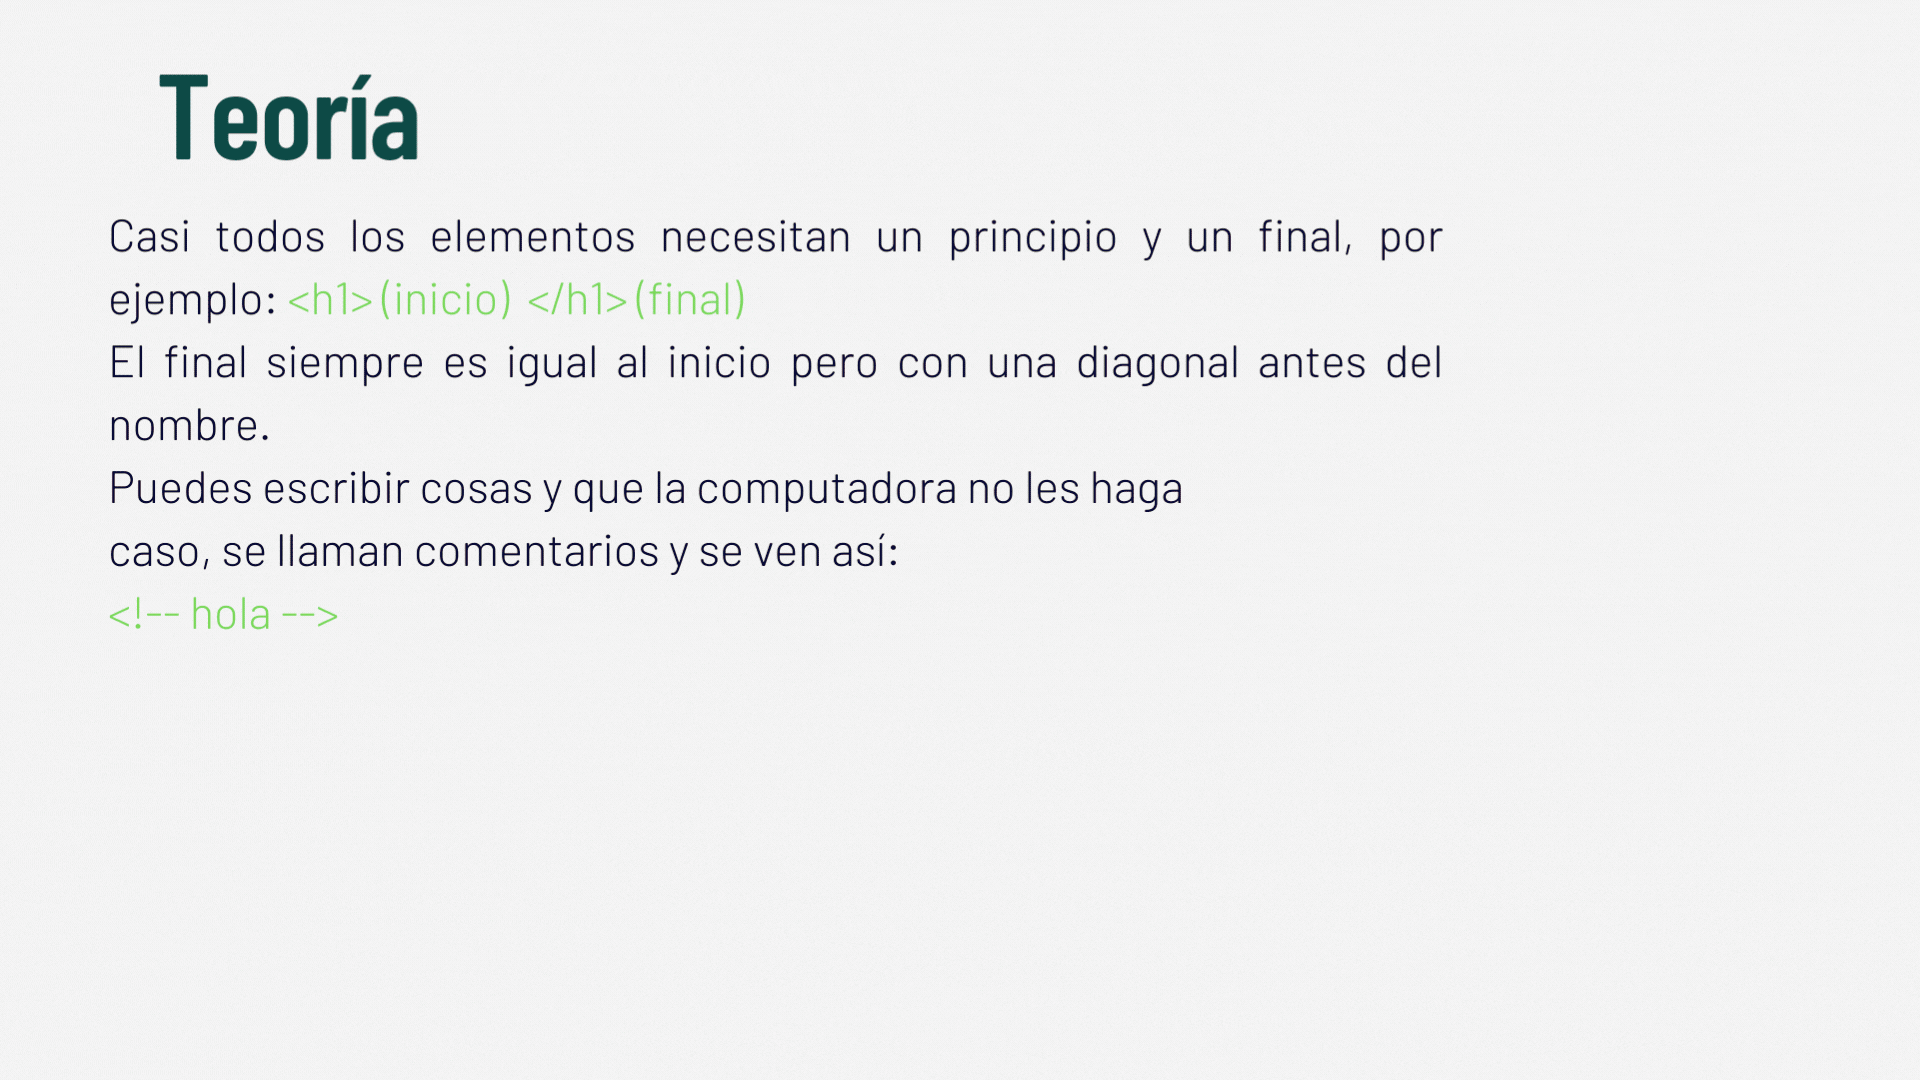 Teoría
Casi todos los elementos necesitan un principio y un final, por
ejemplo: <h1> (inicio) </h1> (final)
El final siempre es igual al inicio pero con una diagonal antes del
nombre.
Puedes escribir cosas y que la computadora no les haga
caso, se llaman comentarios y se ven así:
<!-- hola -->